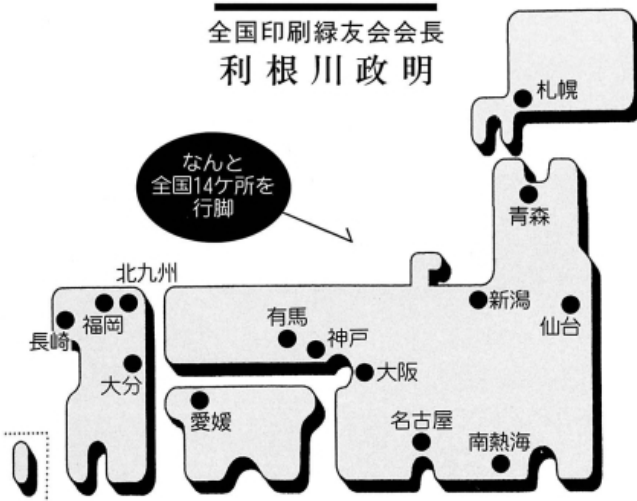 全国印刷緑友会会長
利根川政明
札幌
なんと
全国14ケ所を
行脚
青森
北九州
新潟
仙台
福岡
長崎
有馬
神戸
大分
大阪
愛媛
名古屋
南熱海